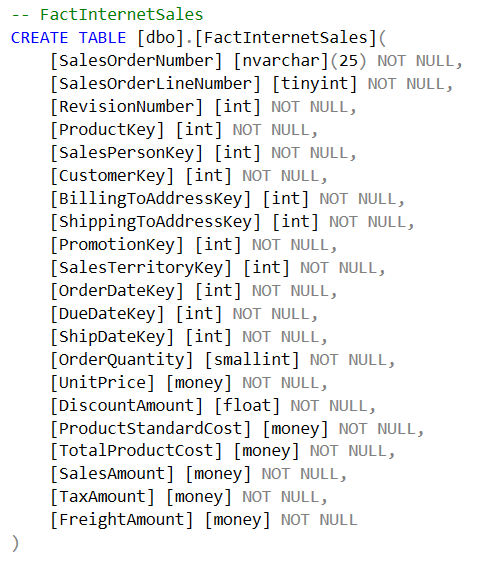 -- FactInternetSales
CREATE TABLE [dbo].[FactInternetSales](
[SalesOrderNumber] [nvarchar](25) NOT NULL,
[SalesOrderLineNumber] [tinyint] NOT NULL,
[RevisionNumber] [int] NOT NULL,
[ProductKey] [int] NOT NULL,
[SalesPersonKey] [int] NOT NULL,
[CustomerKey] [int] NOT NULL,
[BillingToAddressKey] [int] NOT NULL,
[ShippingToAddressKey] [int] NOT NULL,
[PromotionKey] [int] NOT NULL,
[SalesTerritoryKey] [int] NOT NULL,
[OrderDateKey] [int] NOT NULL,
[DueDateKey] [int] NOT NULL,
[ShipDateKey] [int] NOT NULL,
[OrderQuantity] [smallint] NOT NULL,
[UnitPrice] [money] NOT NULL,
[DiscountAmount] [float] NOT NULL,
[ProductStandardCost] [money] NOT NULL,
[TotalProductCost] [money] NOT NULL,
[SalesAmount] [money] NOT NULL,
[TaxAmount] [money] NOT NULL,
[FreightAmount] [money] NOT NULL
)